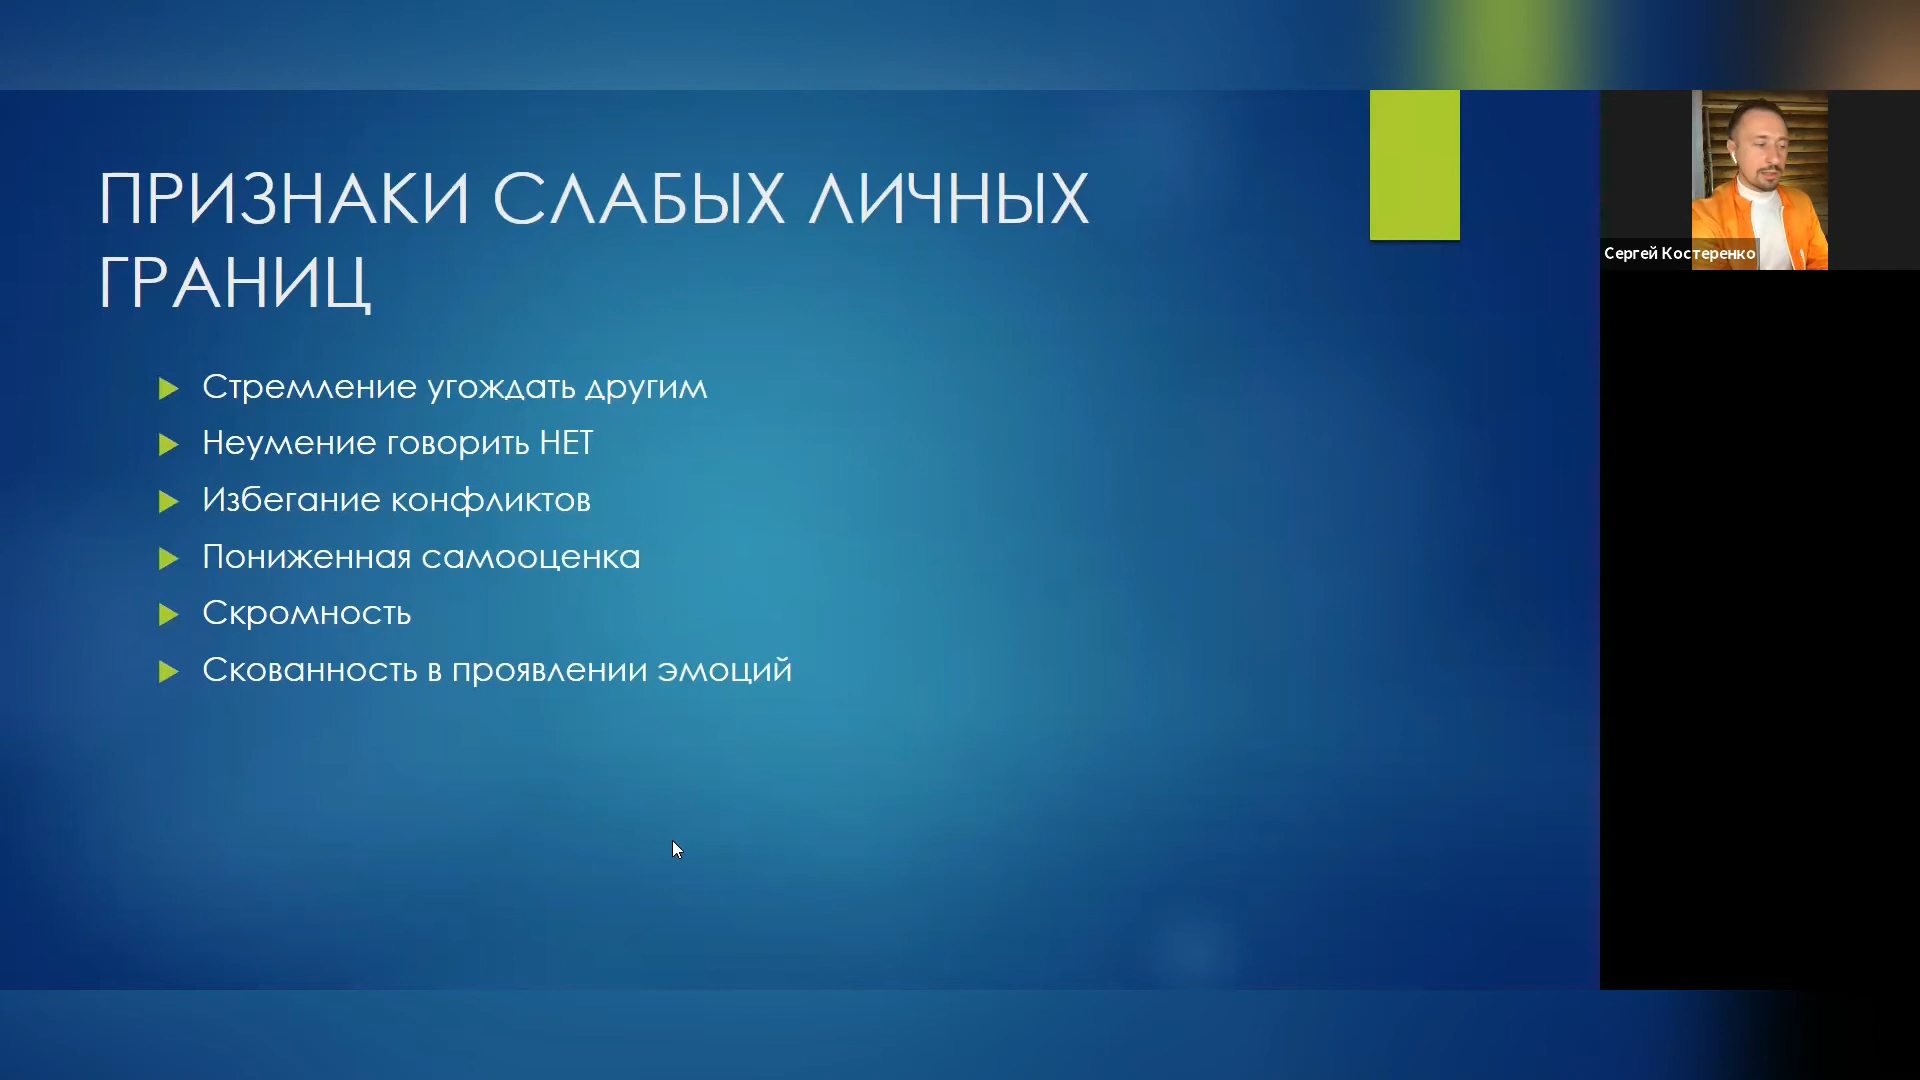 ПРИЗНАКИ СЛАБЫХ ЛИЧНЫХ
ГРАНИЦ
Стремление угождать другим
Неумение говорить НЕТ
Избегание конфликтов
Пониженная самооценка
Скромность
Скованность в проявлении эмоций
Сергей Костеренко